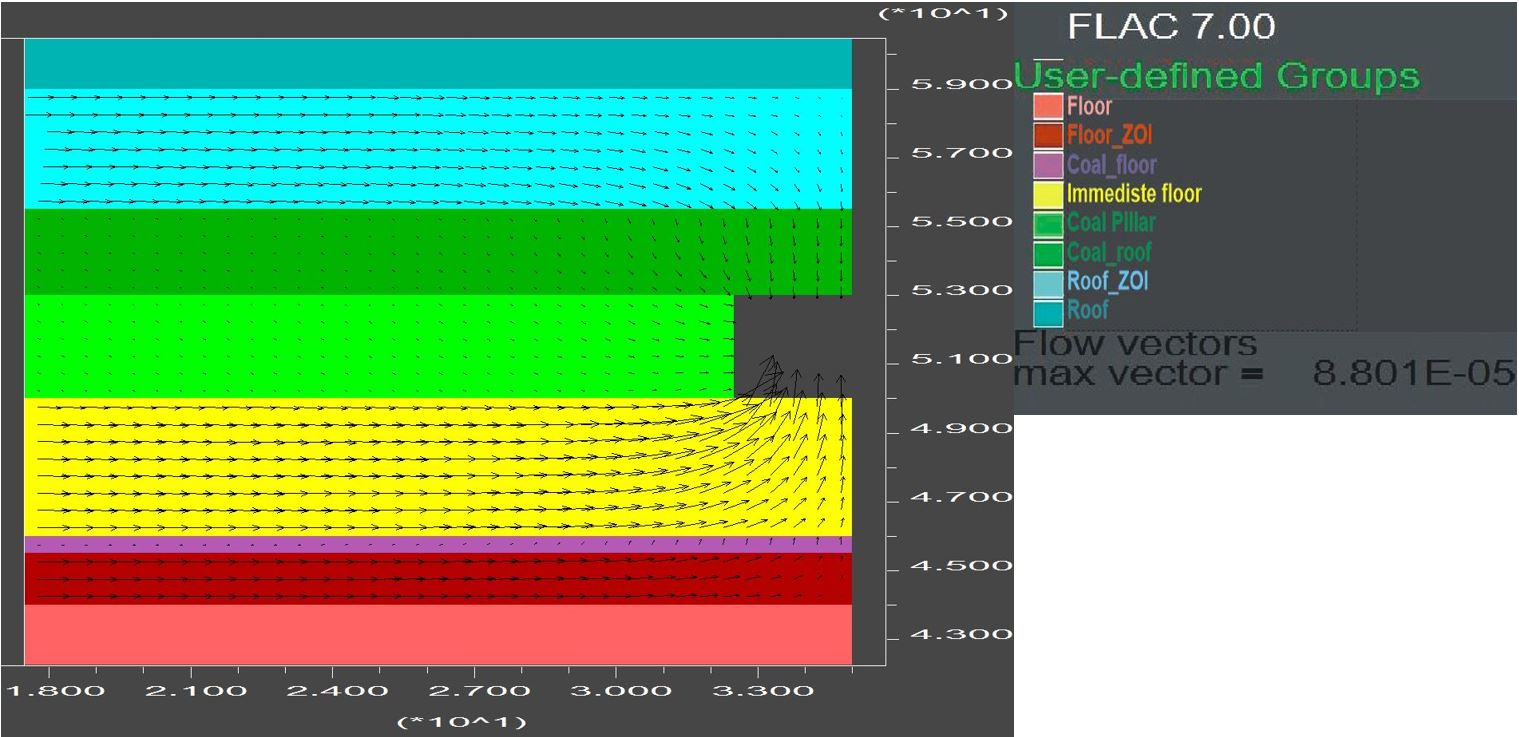 (*10^1)
5.900
5.700
5.500
5.300
5.100
4.900
4.700
4.500
4.300
1.800 2.100 2.400 2.700 3.000 3.300
(*10^1)
FLAC 7.00
User-defined Groups
Floor
Floor_ZOI
Coal_floor
Immediste floor
Coal PIllar
Coal_roof
Roof_ZOI
Roof
Flow vectors
max vector = 8.801E-05